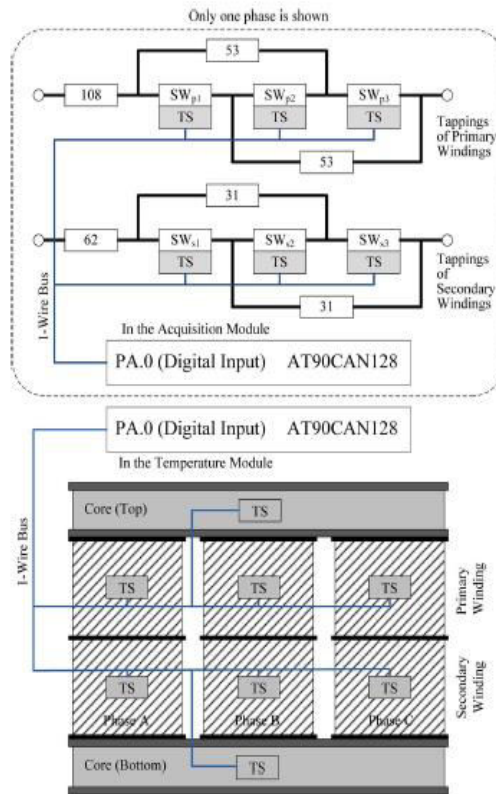 Only one phase is shown
53
108
SWp1
SWp2
SWp3
TS
TS
TS
Tappings
of Primary
Windings
53
31
62
SWs1
SWs2
SWs3
TS
TS
TS
Tappings
of
Secondary
Windings
31
1-Wire Bus
In the Acquisition Module
PA.0 (Digital Input) AT90CAN128
PA.0 (Digital Input) AT90CAN128
In the Temperature Module
1-Wire Bus
Core (Top)
TS
TS
TS
TS
Primary
Winding
TS
TS
TS
Secondary
Winding
Phase A
Phase B
Phase C
Core (Bottom)
TS